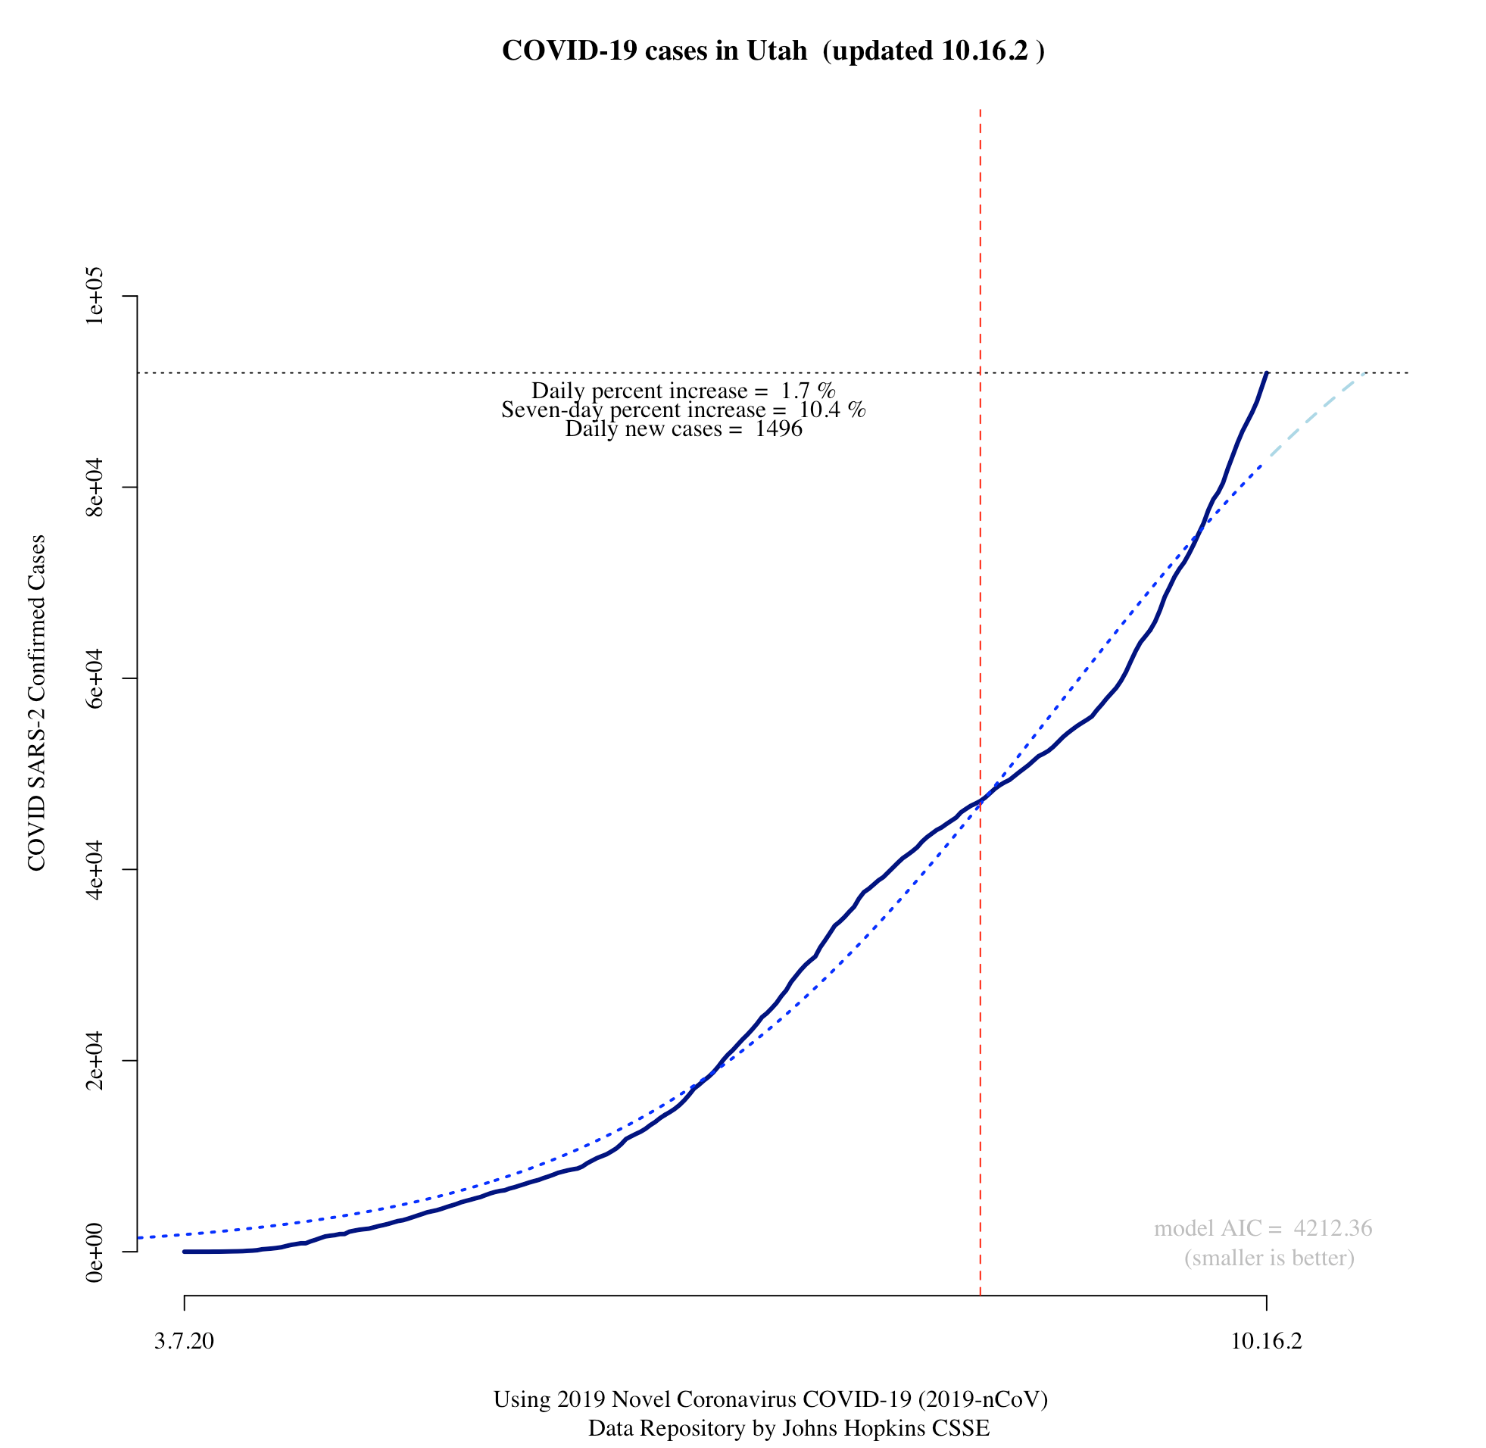 COVID-19 cases in Utah (updated 10.16.2 )
1e+05
8e+04
6e+04
4e+04
2e+04
0e+00
COVID SARS-2 Confirmed Cases
Daily percent increase = 1.7 %
Seven-day percent increase = 10.4 %
Daily new cases = 1496
model AIC = 4212.36
(smaller is better)
3.7.20
10.16.2
Using 2019 Novel Coronavirus COVID-19 (2019-nCoV)
Data Repository by Johns Hopkins CSSE